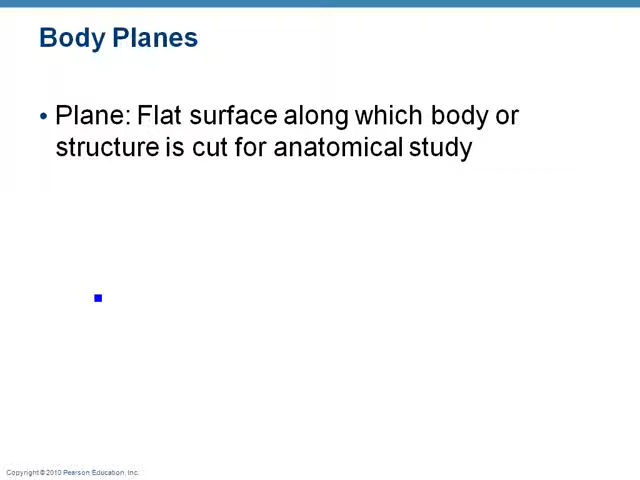 Body Planes
• Plane: Flat surface along which body or
structure is cut for anatomical study
Copyright © 2010 Pearson Education, Inc.